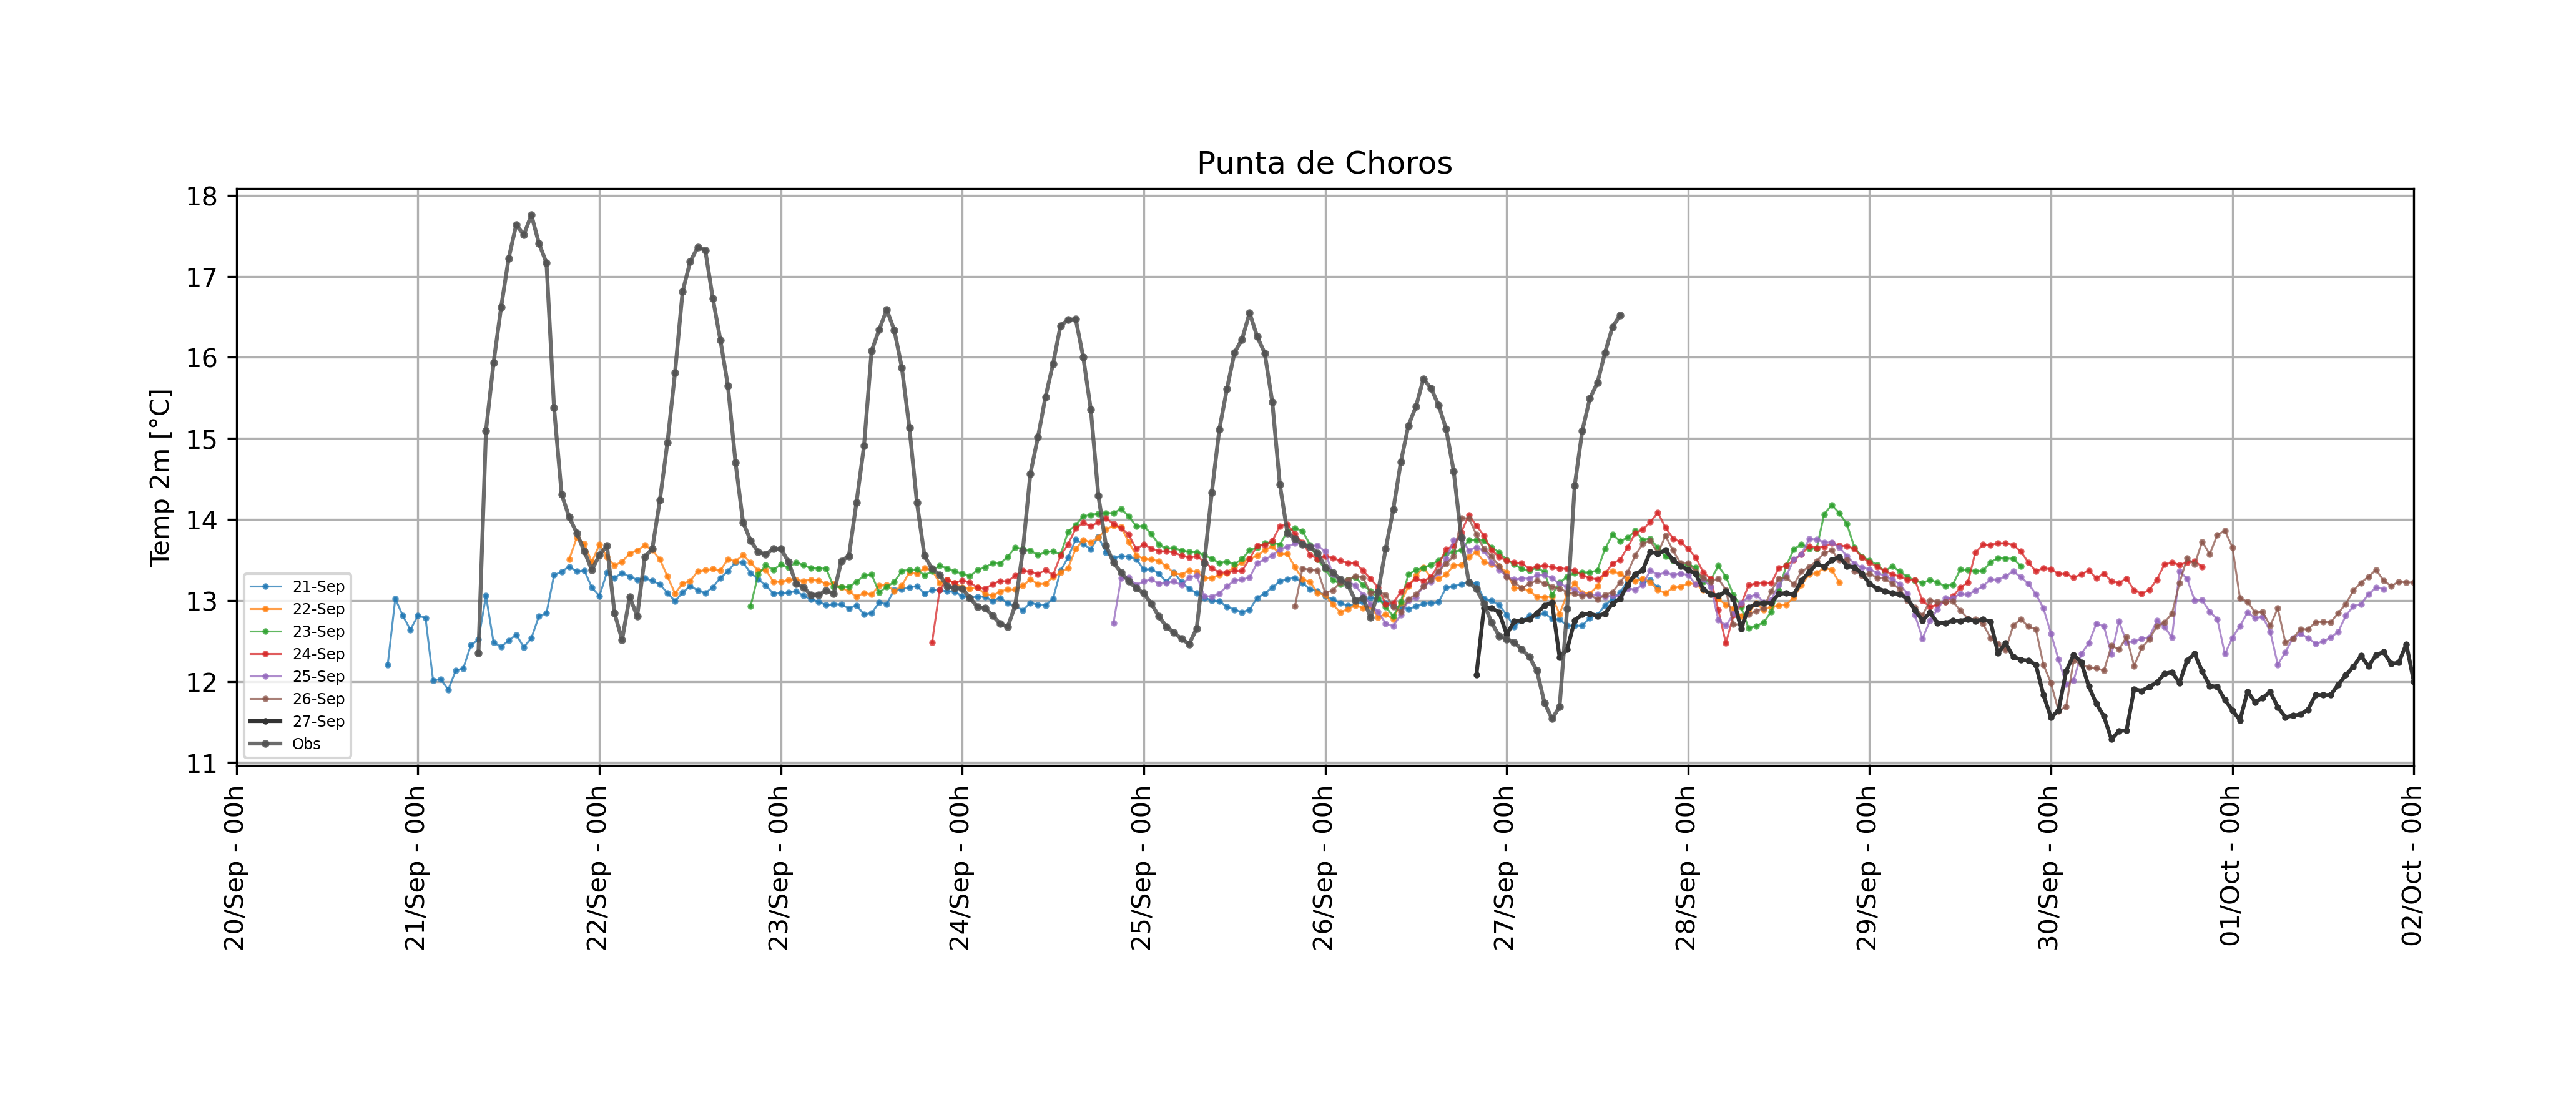 Punta de Choros
Temp 2m [°C]
18
17
16
15
14
13
12
11
21-Sep
22-Sep
23-Sep
24-Sep
25-Sep
26-Sep
27-Sep
Obs
20/Sep - 00h
21/Sep - 00h
22/Sep - 00h
23/Sep - 00h
24/Sep - 00h
25/Sep - 00h
26/Sep - 00h
27/Sep - 00h
28/Sep - 00h
29/Sep - 00h
30/Sep - 00h
01/Oct - 00h
02/Oct - 00h